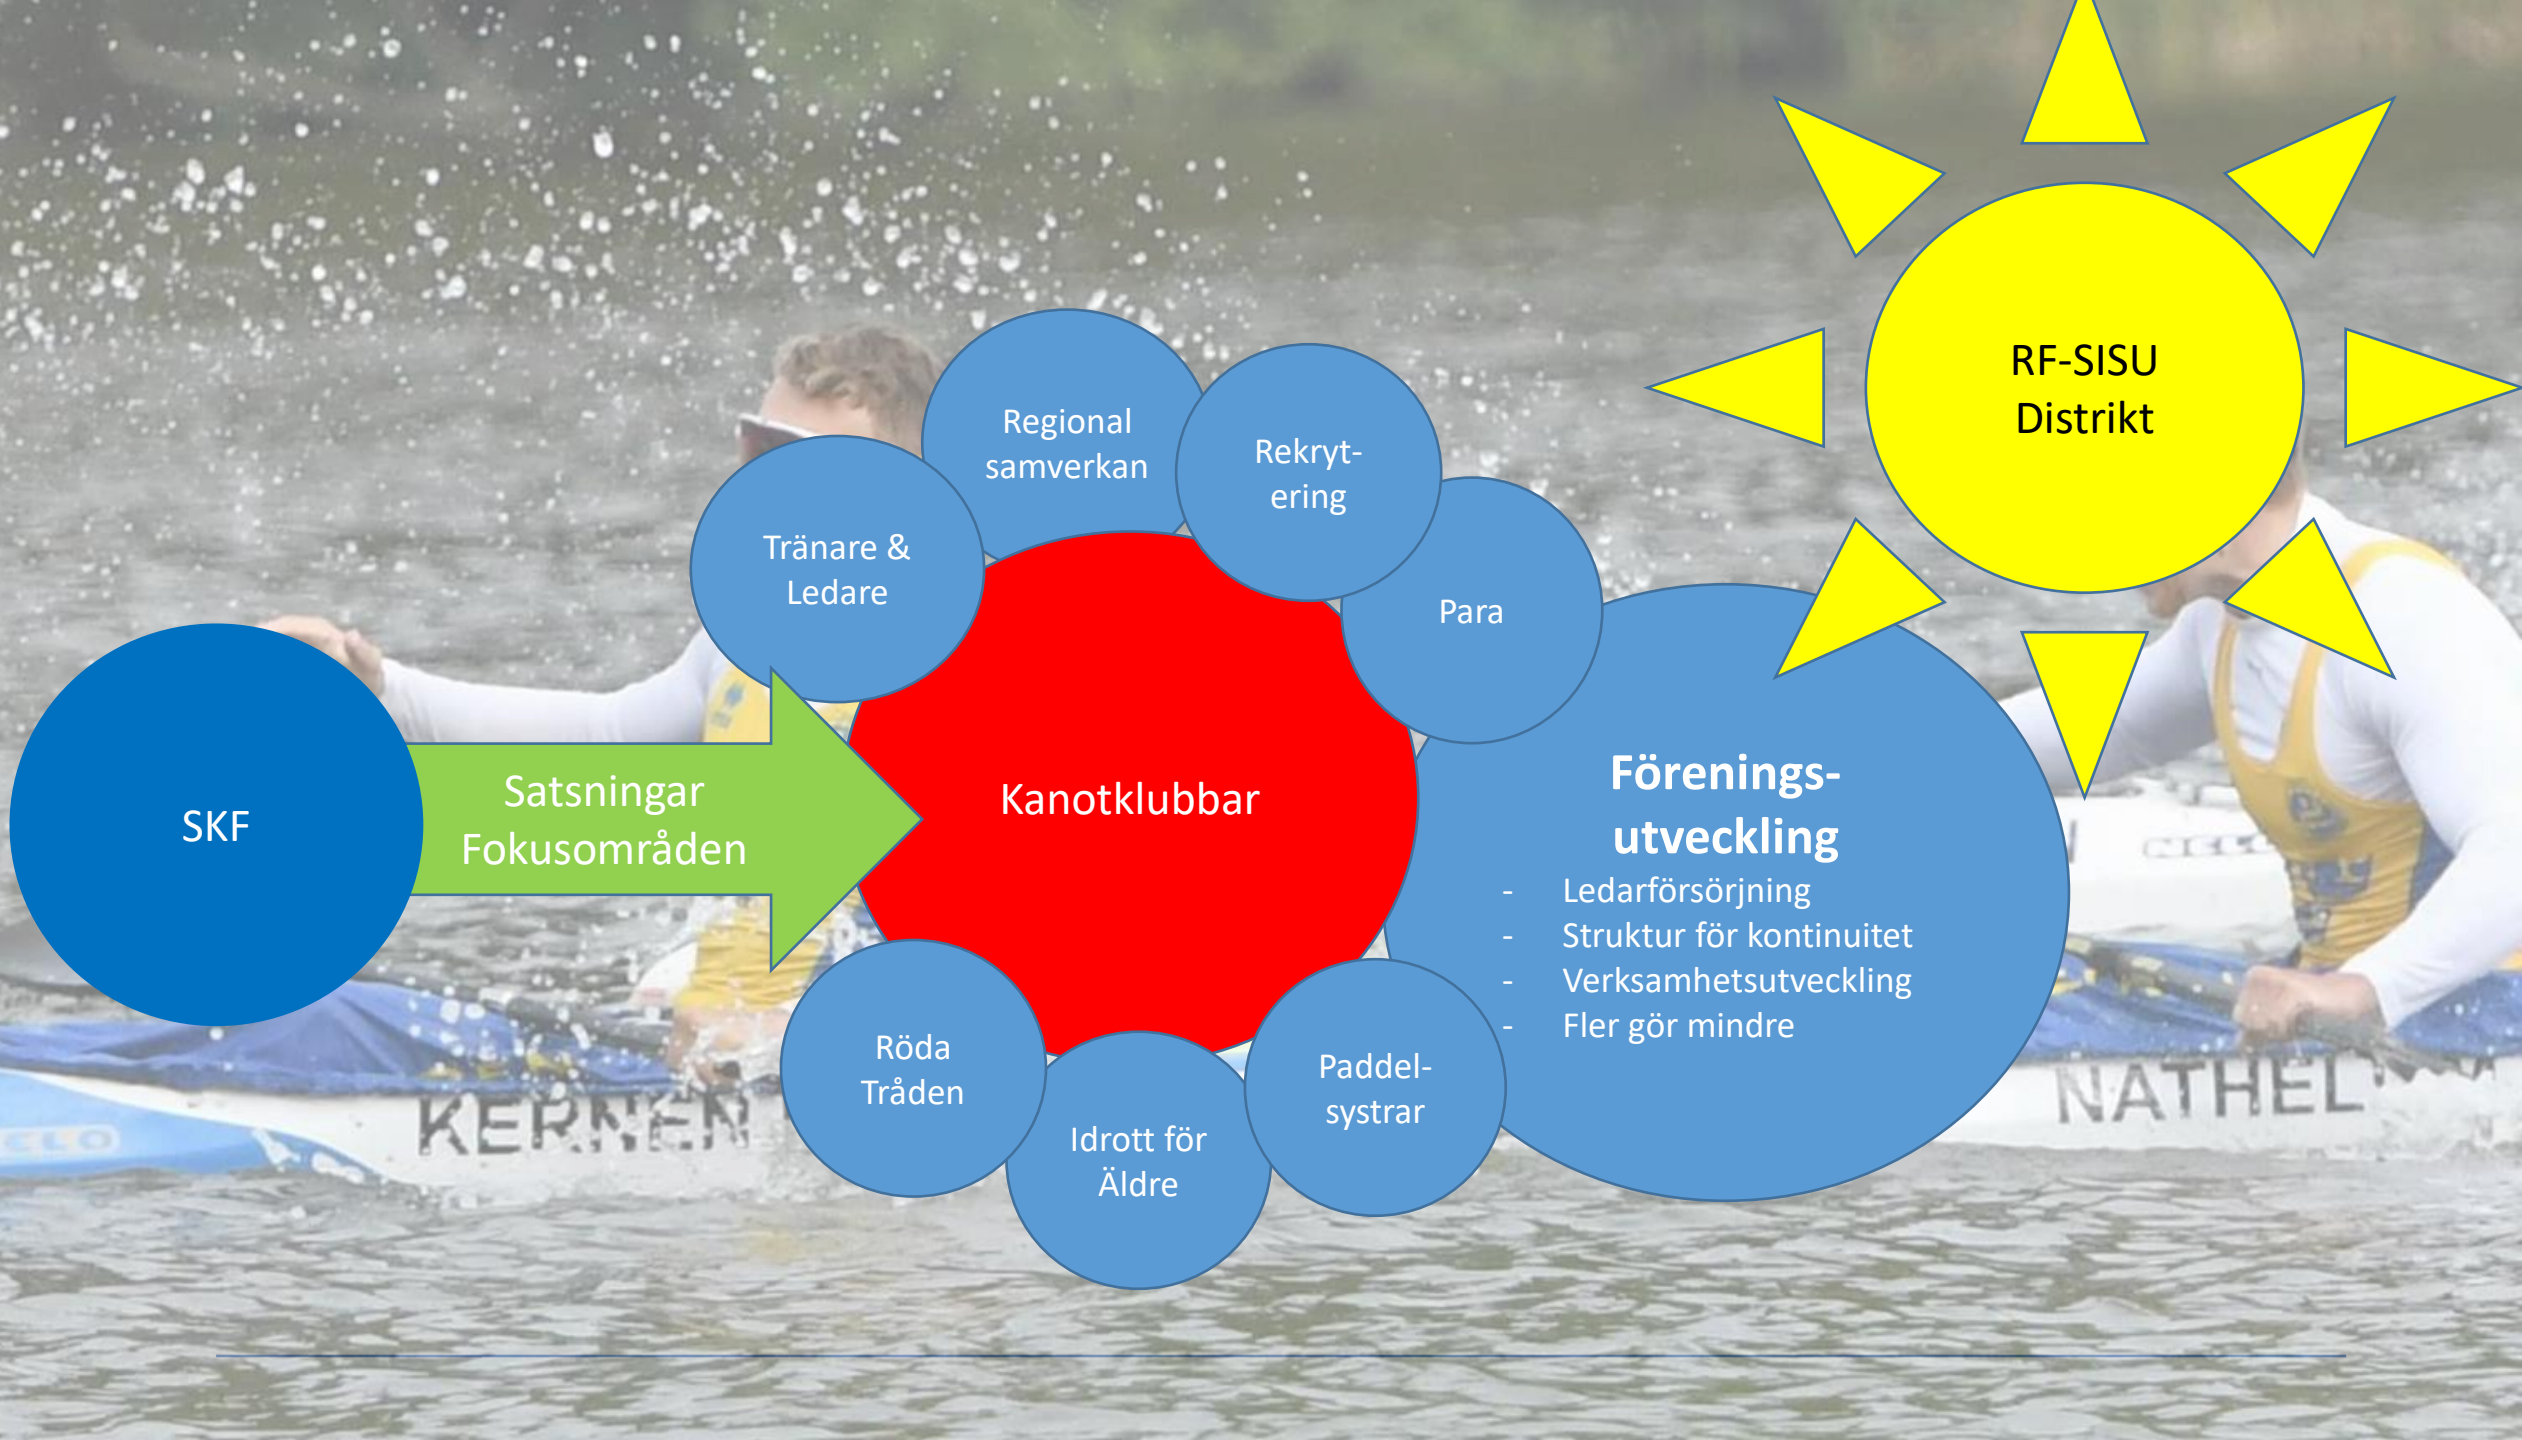 RF-SISU
Distrikt
Regional
samverkan
Rekryt-
ering
Tränare &
Ledare
Para
SKF
Satsningar
Fokusområden
Kanotklubbar
Förenings-
utveckling
- Ledarförsörjning
- Struktur för kontinuitet
- Verksamhetsutveckling
- Fler gör mindre
Röda
Tråden
Idrott för
Äldre
Paddel-
systrar
KERNEN
NATHEL